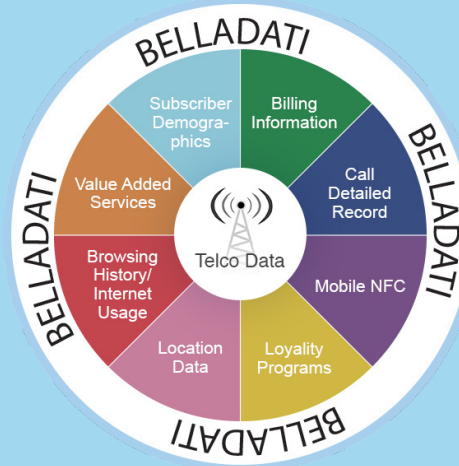 BELLADATI
Subscriber
Demogra-
phics
Billing
Information
Value Added
Services
Call
Detailed
Record
BELLADATI
BELLADATI
Telco Data
Browsing
History/
Internet
Usage
Mobile NFC
Location
Data
Loyality
Programs
BELLADATI